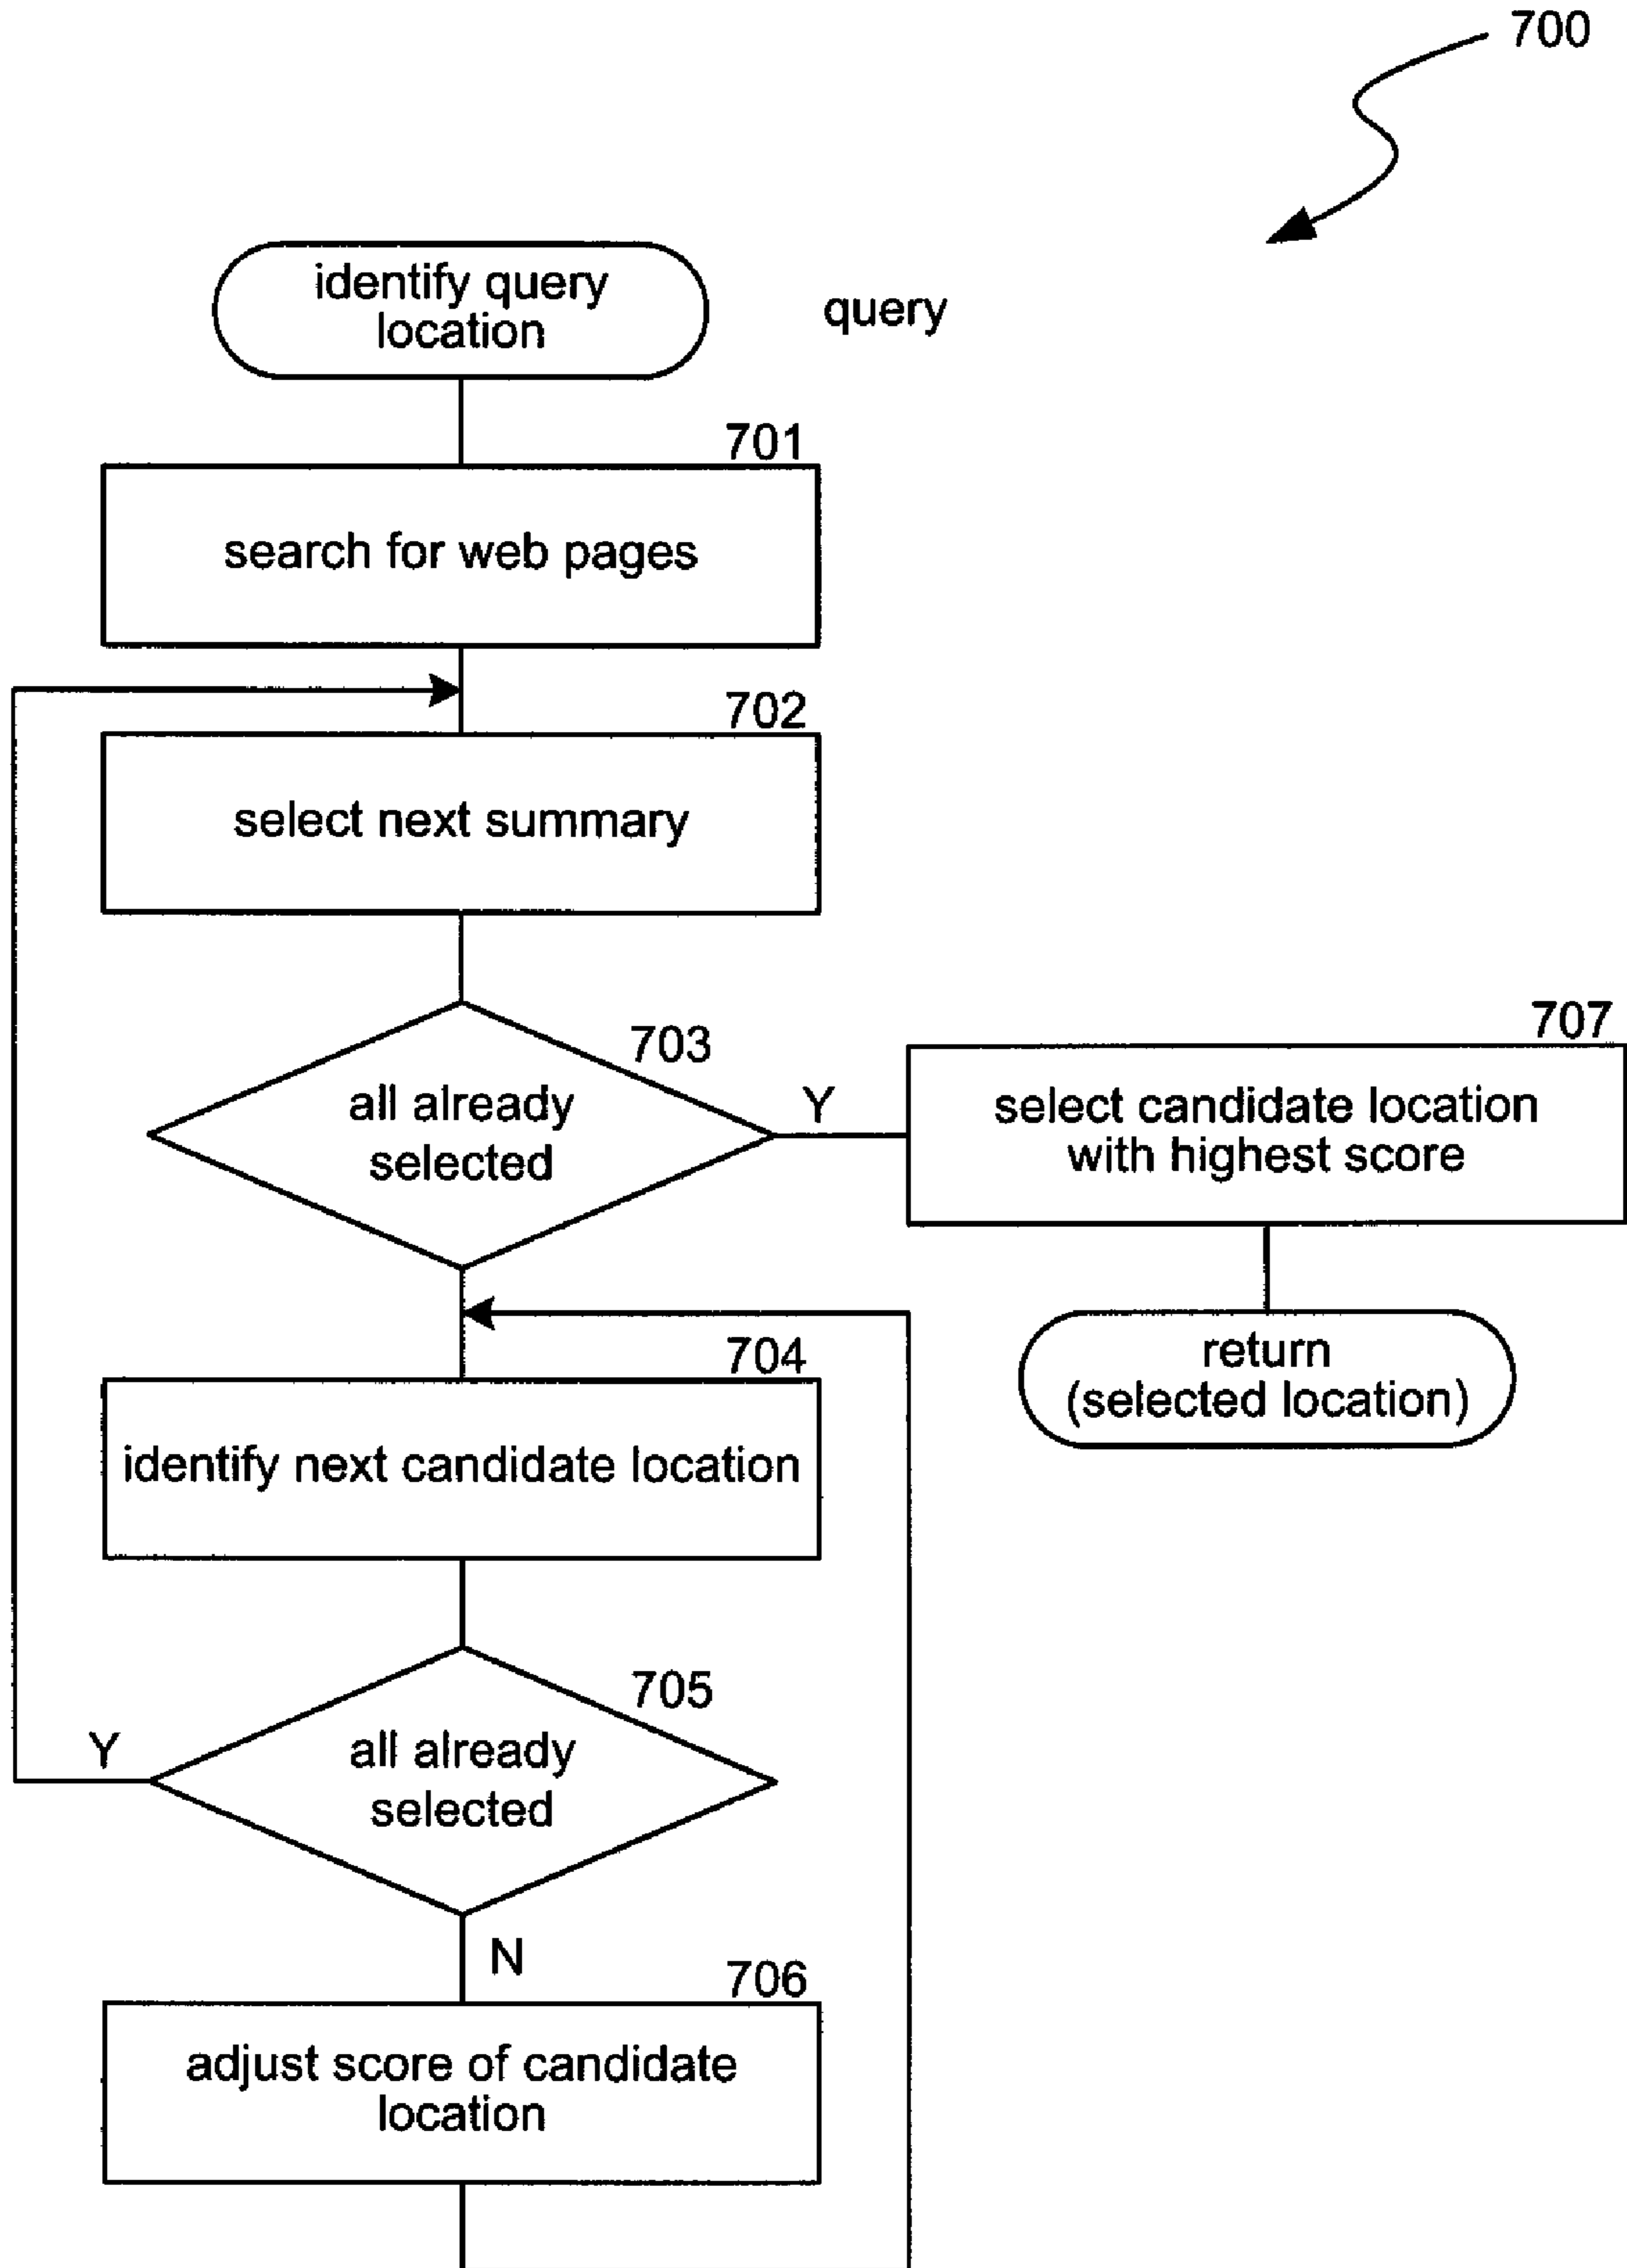 700
identify query
location
query
701
search for web pages
702
select next summary
703
all already
selected
Y
707
select candidate location
with highest score
return
(selected location)
704
identify next candidate location
705
all already
selected
Y
N
706
adjust score of candidate
location